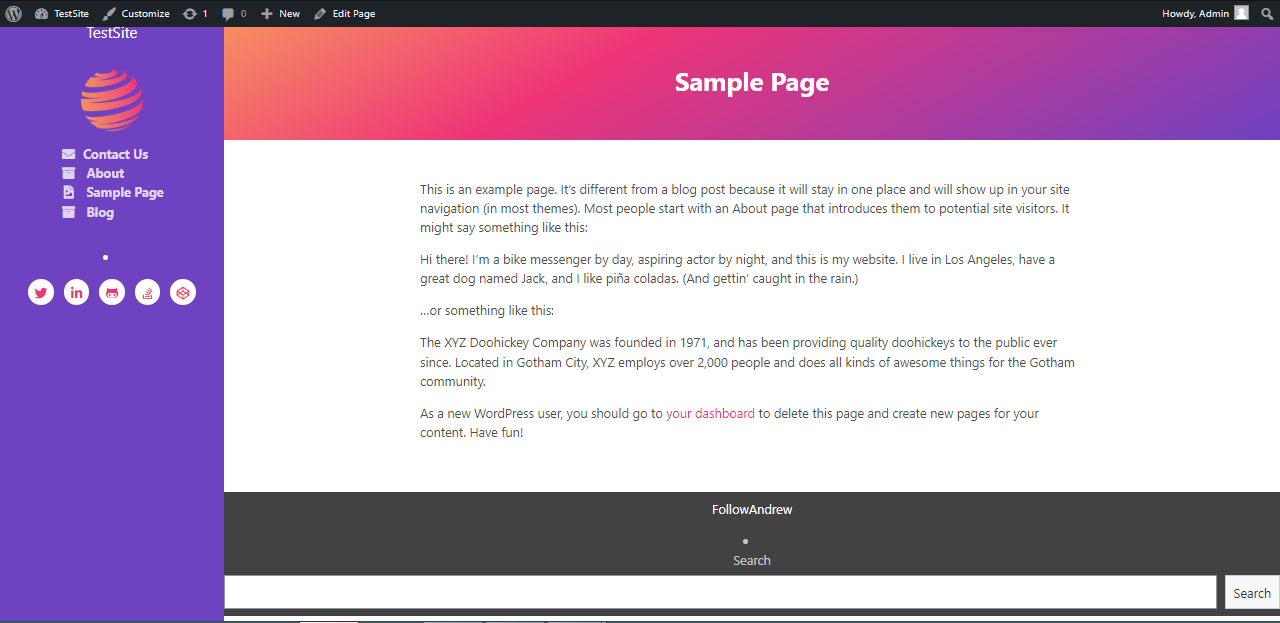 TestSite Customize 1 0 New Edit Page Howdy, Admin
TestSite
Contact Us
About
Sample Page
Blog
Sample Page
This is an example page. It’s different from a blog post because it will stay in one place and will show up in your site
navigation (in most themes). Most people start with an About page that introduces them to potential site visitors. It
might say something like this:
Hi there! I’m a bike messenger by day, aspiring actor by night, and this is my website. I live in Los Angeles, have a
great dog named Jack, and I like piña coladas. (And gettin’ caught in the rain.)
…or something like this:
The XYZ Doohickey Company was founded in 1971, and has been providing quality doohickeys to the public ever
since. Located in Gotham City, XYZ employs over 2,000 people and does all kinds of awesome things for the Gotham
community.
As a new WordPress user, you should go to your dashboard to delete this page and create new pages for your
content. Have fun!
FollowAndrew
Search
Search